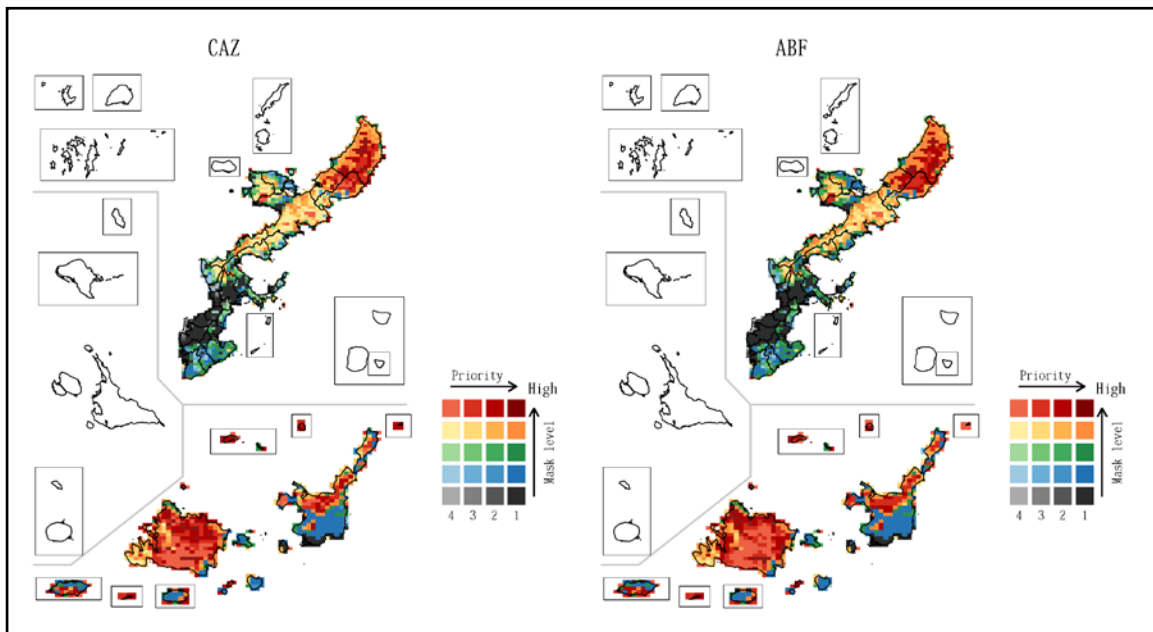 CAZ
ABF
Priority
High
Mask level
4 3 2 1
Priority
High
Mask level
4 3 2 1